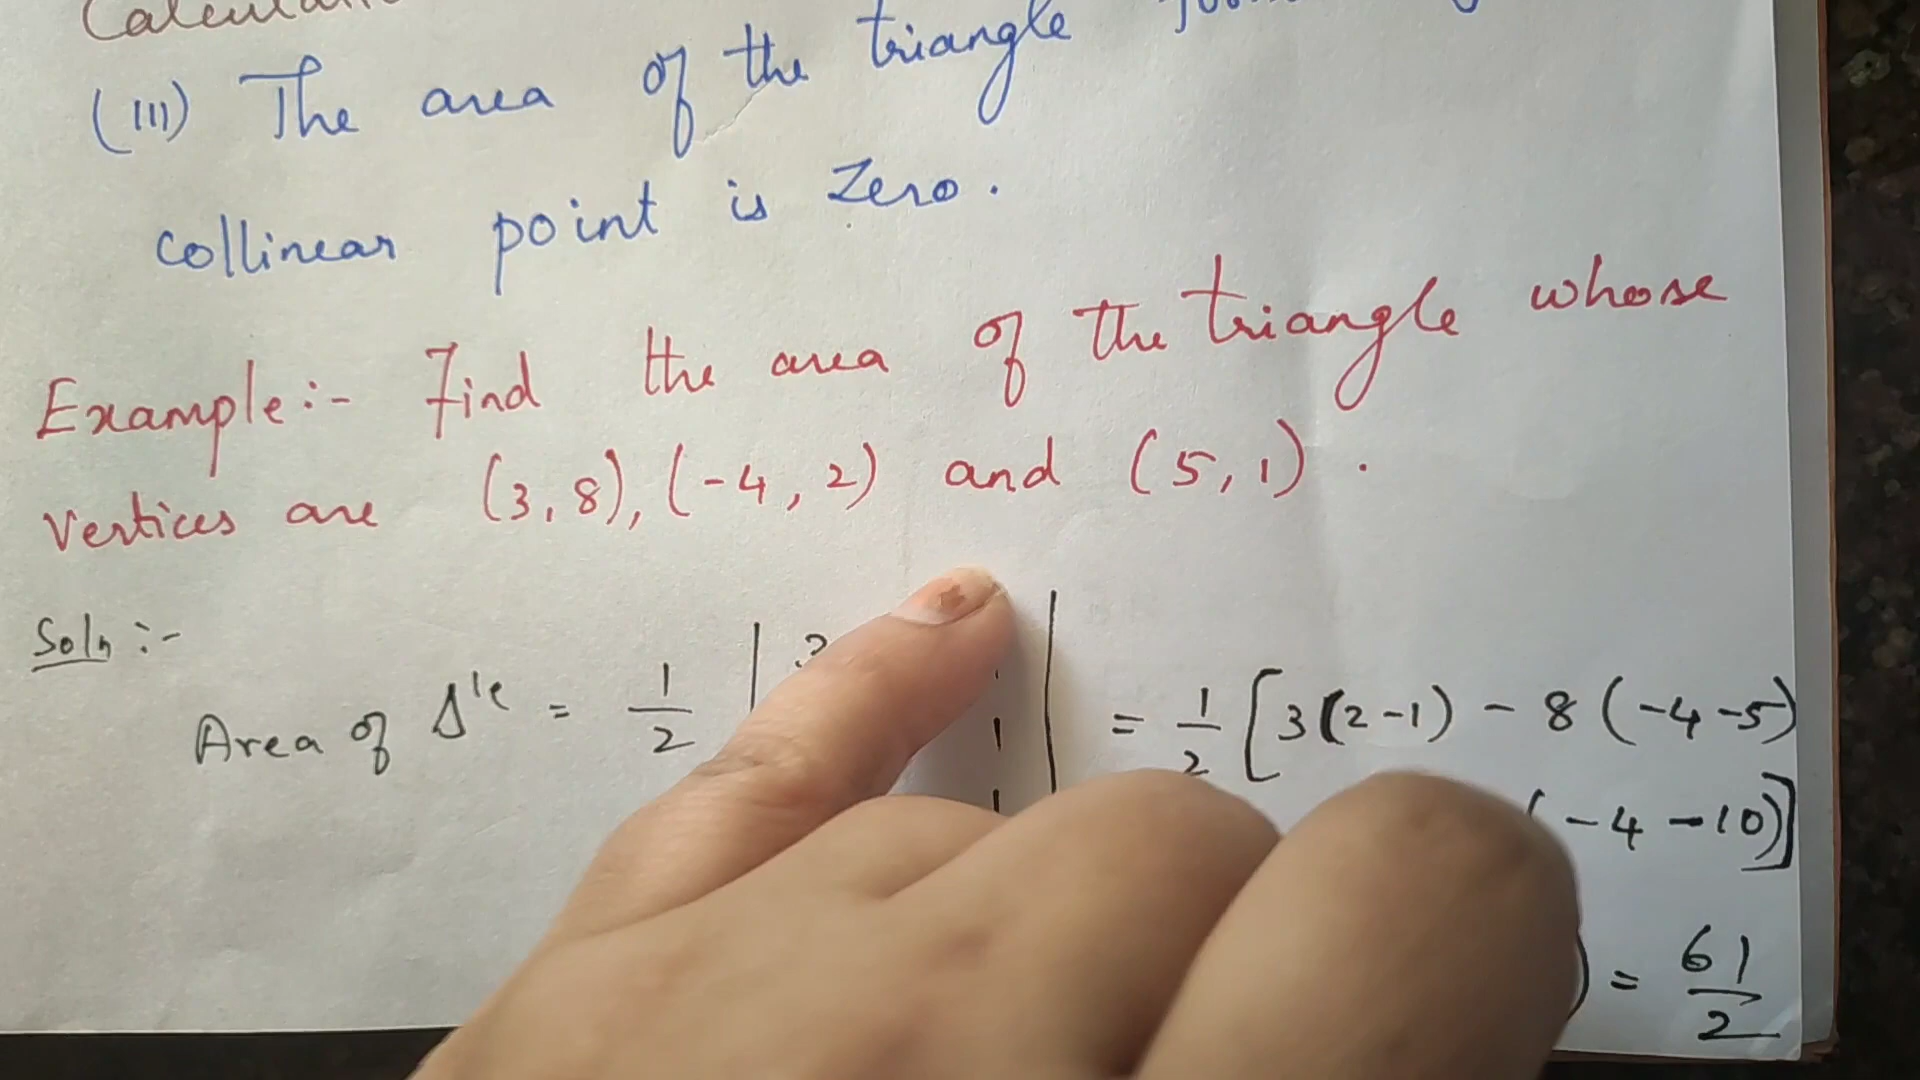 (III) The area of the triangle
collinear point is zero.
Example:- Find the area of the triangle whose
vertices are (3,8), (-4, 2) and (5, 1).
Soln :-
Area of Δ'le = 1/2 | | = 1/2 [3(2-1) - 8(-4-5)
(-4-10)]
) = 61/2